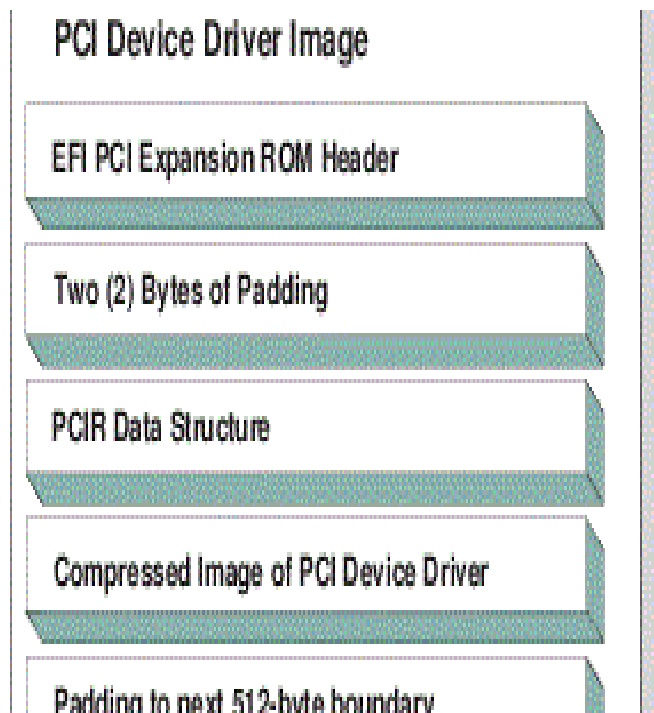 PCI Device Driver Image
EFI PCI Expansion ROM Header
Two (2) Bytes of Padding
PCIR Data Structure
Compressed Image of PCI Device Driver
Padding to next 512-byte boundary